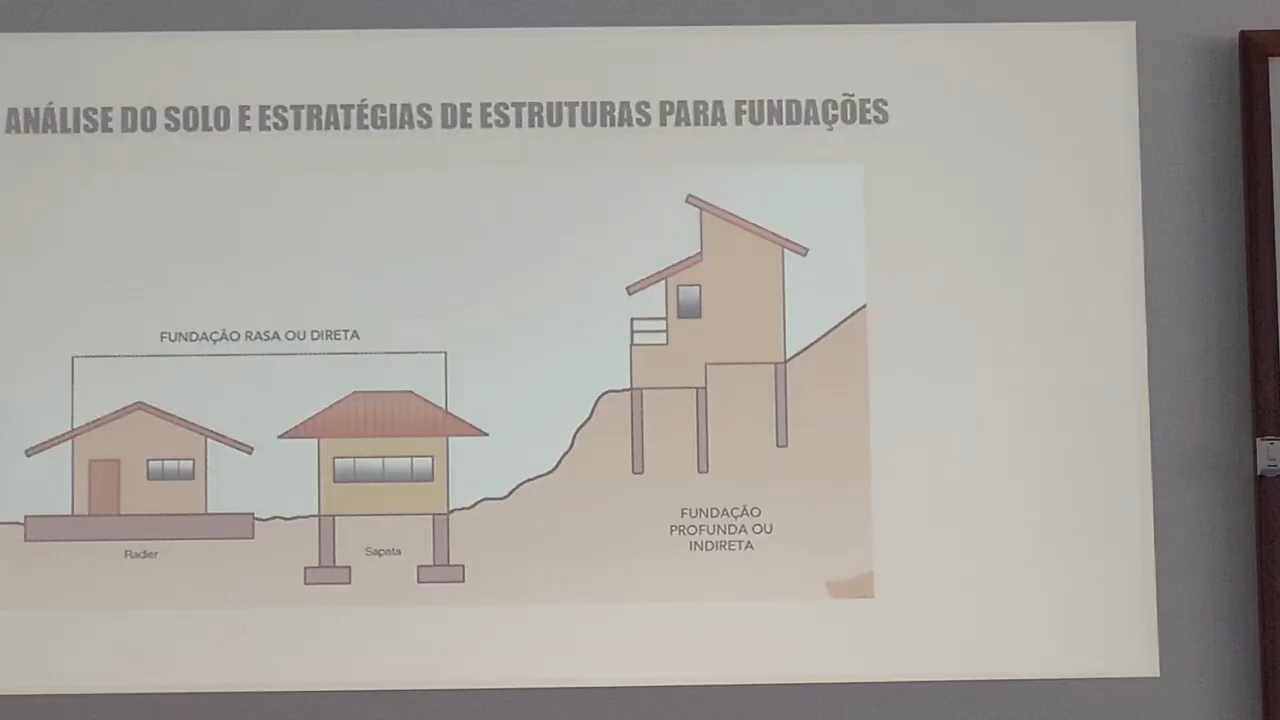 ANÁLISE DO SOLO E ESTRATÉGIAS DE ESTRUTURAS PARA FUNDAÇÕES
FUNDAÇÃO RASA OU DIRETA
Radier
Sapata
FUNDAÇÃO
PROFUNDA OU
INDIRETA